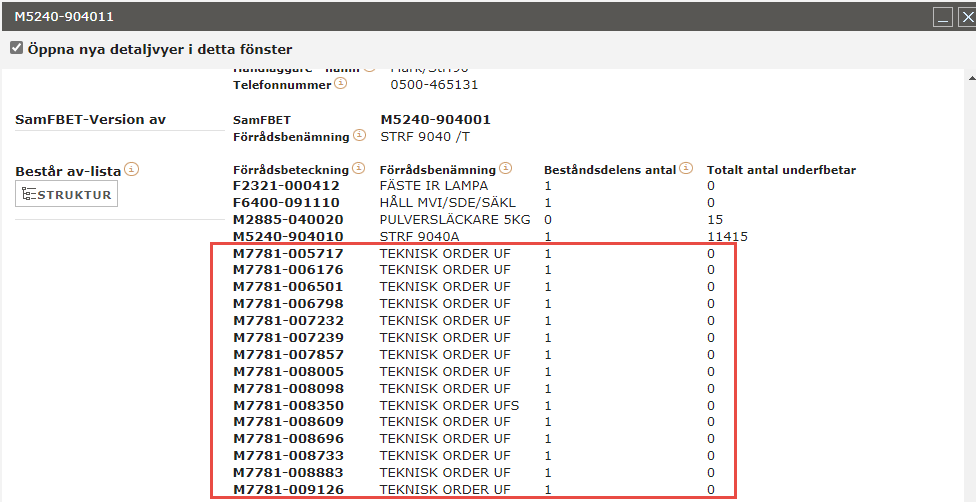 M5240-904011
Öppna nya detaljvyer i detta fönster
Telefonnummer 0500-465131
SamFBET-Version av SamFBET M5240-904001
Förrådsbenämning STRF 9040 /T
Består av-lista Förrådsbeteckning Förrådsbenämning Beståndsdelens antal Totalt antal underfbetar
STRUKTUR
F2321-000412 FÄSTE IR LAMPA 1 0
F6400-091110 HÅLL MVI/SDE/SÄKL 1 0
M2885-040020 PULVERSLÄCKARE 5KG 0 15
M5240-904010 STRF 9040A 1 11415
M7781-005717 TEKNISK ORDER UF 1 0
M7781-006176 TEKNISK ORDER UF 1 0
M7781-006501 TEKNISK ORDER UF 1 0
M7781-006798 TEKNISK ORDER UF 1 0
M7781-007232 TEKNISK ORDER UF 1 0
M7781-007239 TEKNISK ORDER UF 1 0
M7781-007857 TEKNISK ORDER UF 1 0
M7781-008005 TEKNISK ORDER UF 1 0
M7781-008098 TEKNISK ORDER UF 1 0
M7781-008350 TEKNISK ORDER UFS 1 0
M7781-008609 TEKNISK ORDER UF 1 0
M7781-008696 TEKNISK ORDER UF 1 0
M7781-008733 TEKNISK ORDER UF 1 0
M7781-008883 TEKNISK ORDER UF 1 0
M7781-009126 TEKNISK ORDER UF 1 0